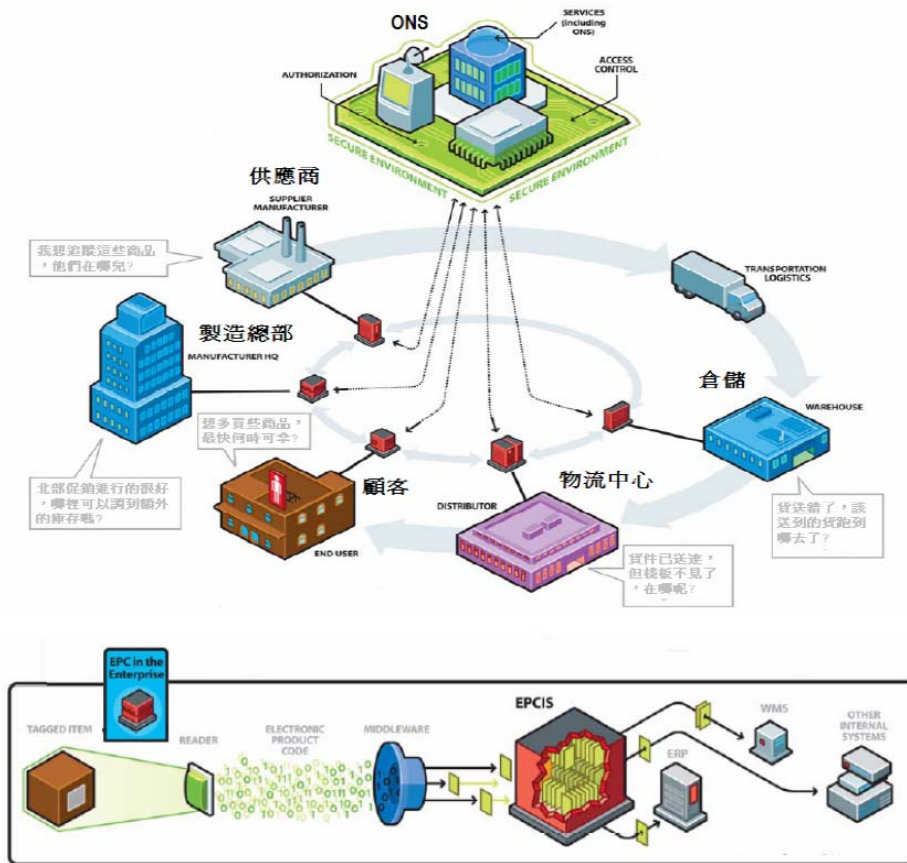 ONS
SERVICES
(including
ONS)
AUTHORIZATION
ACCESS
CONTROL
SECURE ENVIRONMENT
SECURE ENVIRONMENT
供應商
SUPPLIER
MANUFACTURER
我想追蹤這些商品
，他們在哪兒?
TRANSPORTATION
LOGISTICS
製造總部
MANUFACTURER HQ
倉儲
WAREHOUSE
想多買些商品，
最快何時可拿?
顧客
物流中心
北部促銷進行的很好，
哪裡可以調到額外
的庫存嗎?
DISTRIBUTOR
貨送錯了，該
送到的貨跑到
哪去了?
END USER
貨件已送達，
但棧板不見了
，在哪呢?
EPC in the
Enterprise
TAGGED ITEM
READER
ELECTRONIC
PRODUCT
CODE
MIDDLEWARE
EPCIS
WMS
ERP
OTHER
INTERNAL
SYSTEMS